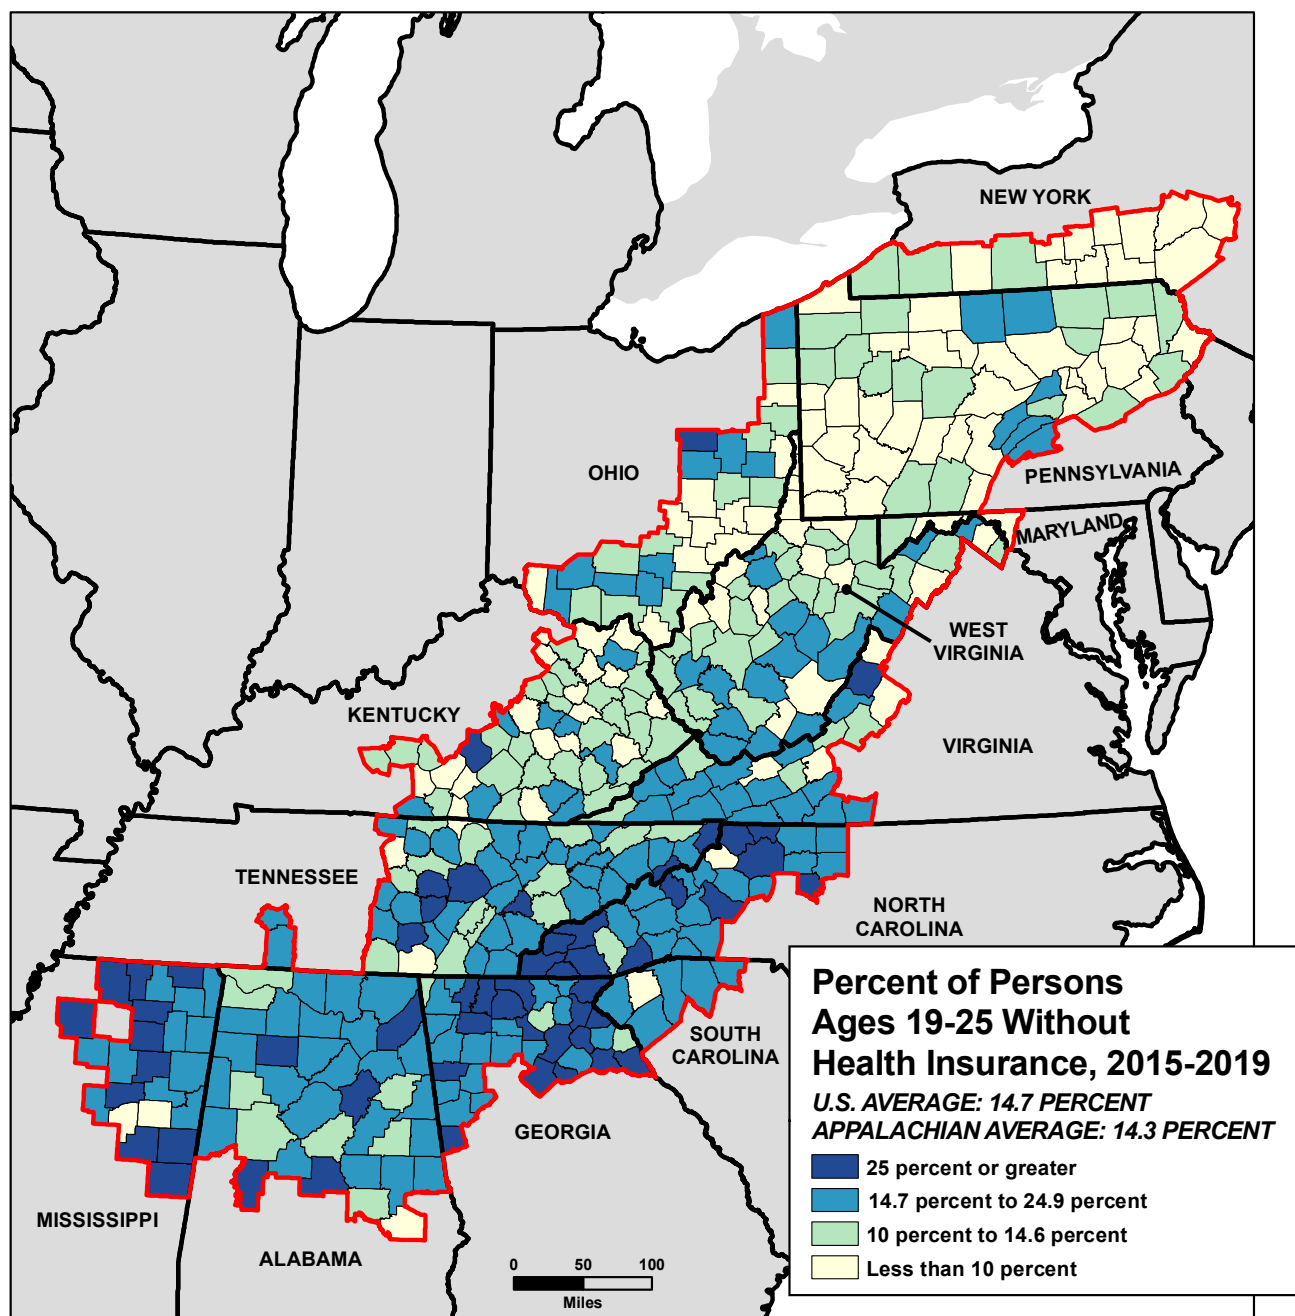 NEW YORK
OHIO
PENNSYLVANIA
MARYLAND
WEST
VIRGINIA
KENTUCKY
VIRGINIA
TENNESSEE
NORTH
CAROLINA
SOUTH
CAROLINA
GEORGIA
MISSISSIPPI
ALABAMA
0 50 100
Miles
Percent of Persons
Ages 19-25 Without
Health Insurance, 2015-2019
U.S. AVERAGE: 14.7 PERCENT
APPALACHIAN AVERAGE: 14.3 PERCENT
25 percent or greater
14.7 percent to 24.9 percent
10 percent to 14.6 percent
Less than 10 percent